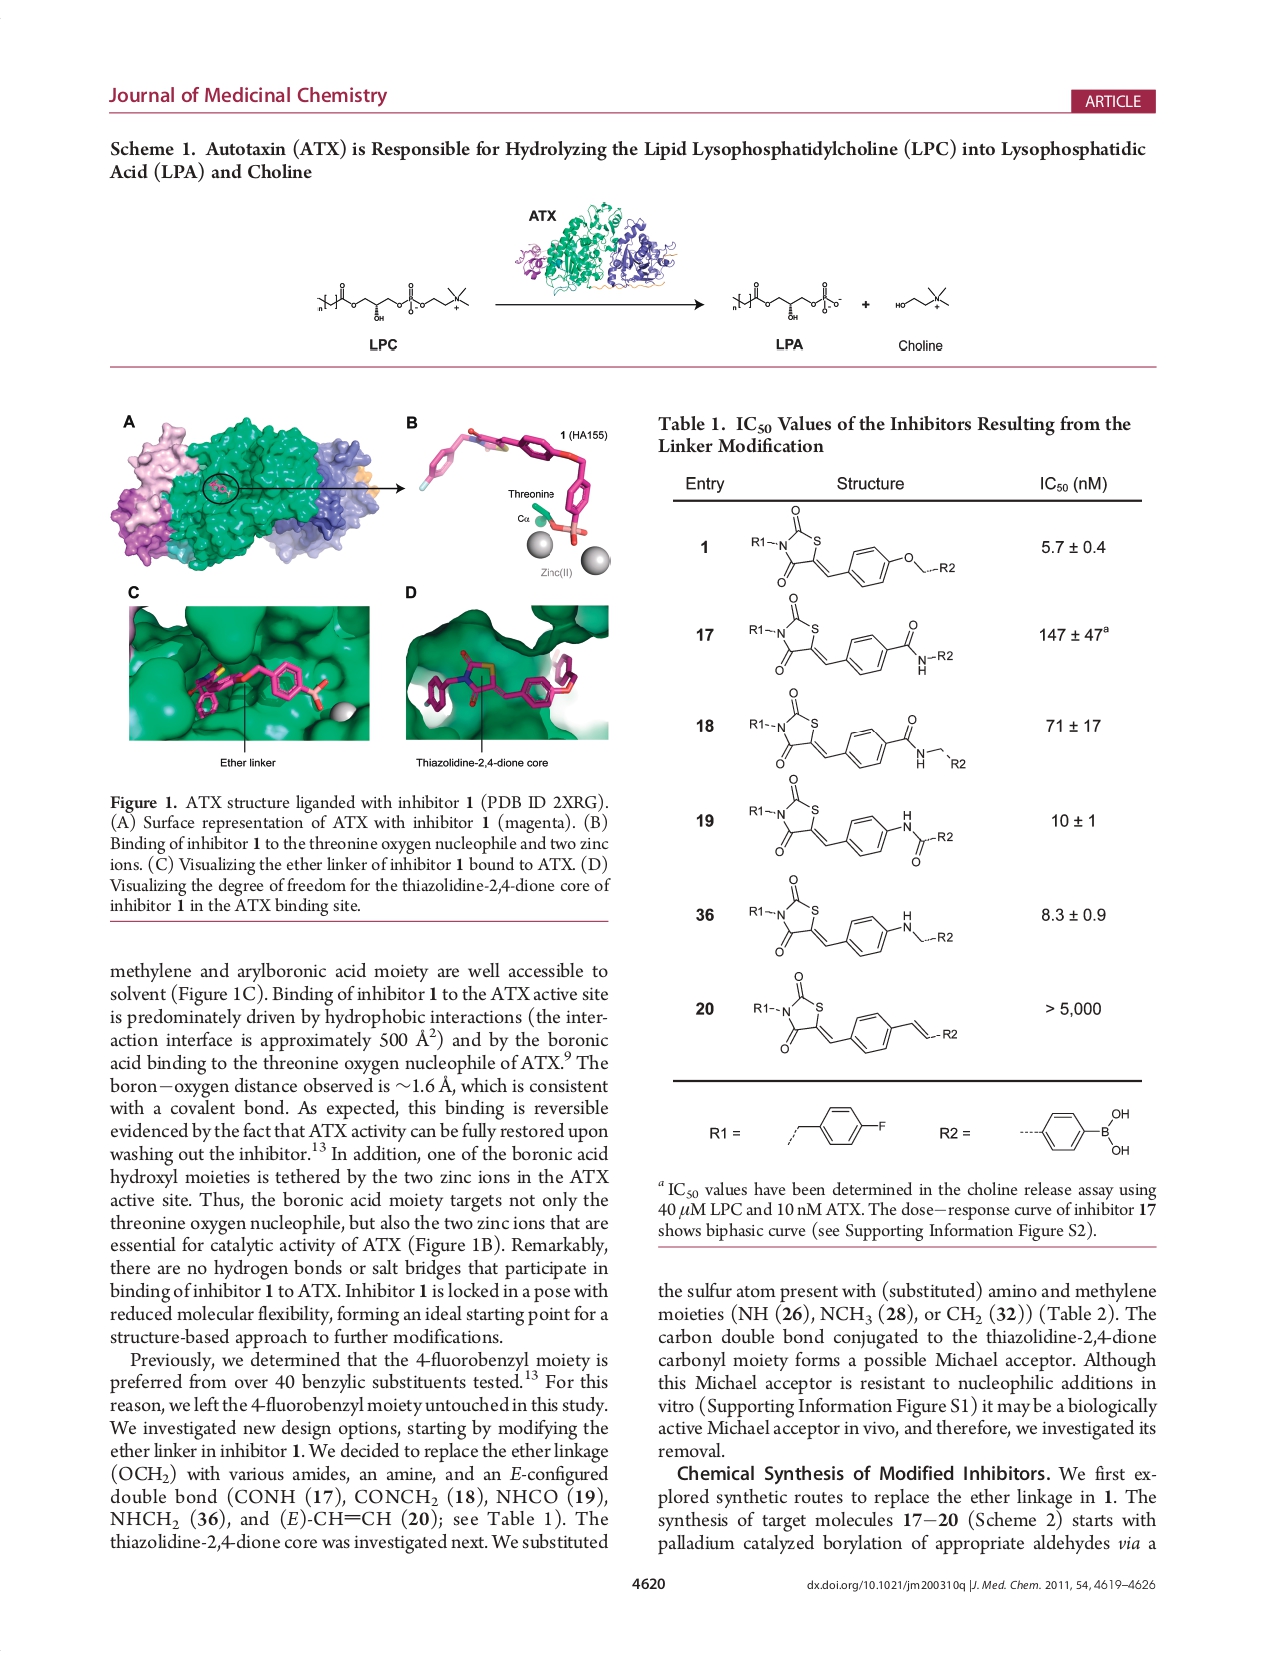 Journal of Medicinal Chemistry
ARTICLE
Scheme 1. Autotaxin (ATX) is Responsible for Hydrolyzing the Lipid Lysophosphatidylcholine (LPC) into Lysophosphatidic
Acid (LPA) and Choline
ATX
LPC
LPA
+
Choline
A
B
1 (HA155)
Threonine
Cα
Zinc(II)
C
D
Ether linker
Thiazolidine-2,4-dione core
Figure 1. ATX structure liganded with inhibitor 1 (PDB ID 2XRG).
(A) Surface representation of ATX with inhibitor 1 (magenta). (B)
Binding of inhibitor 1 to the threonine oxygen nucleophile and two zinc
ions. (C) Visualizing the ether linker of inhibitor 1 bound to ATX. (D)
Visualizing the degree of freedom for the thiazolidine-2,4-dione core of
inhibitor 1 in the ATX binding site.
methylene and arylboronic acid moiety are well accessible to
solvent (Figure 1C). Binding of inhibitor 1 to the ATX active site
is predominately driven by hydrophobic interactions (the inter-
action interface is approximately 500 Å²) and by the boronic
acid binding to the threonine oxygen nucleophile of ATX.⁹ The
boron−oxygen distance observed is ∼1.6 Å, which is consistent
with a covalent bond. As expected, this binding is reversible
evidenced by the fact that ATX activity can be fully restored upon
washing out the inhibitor.¹³ In addition, one of the boronic acid
hydroxyl moieties is tethered by the two zinc ions in the ATX
active site. Thus, the boronic acid moiety targets not only the
threonine oxygen nucleophile, but also the two zinc ions that are
essential for catalytic activity of ATX (Figure 1B). Remarkably,
there are no hydrogen bonds or salt bridges that participate in
binding of inhibitor 1 to ATX. Inhibitor 1 is locked in a pose with
reduced molecular flexibility, forming an ideal starting point for a
structure-based approach to further modifications.
Previously, we determined that the 4-fluorobenzyl moiety is
preferred from over 40 benzylic substituents tested.¹³ For this
reason, we left the 4-fluorobenzyl moiety untouched in this study.
We investigated new design options, starting by modifying the
ether linker in inhibitor 1. We decided to replace the ether linkage
(OCH₂) with various amides, an amine, and an E-configured
double bond (CONH (17), CONCH₂ (18), NHCO (19),
NHCH₂ (36), and (E)-CH=CH (20); see Table 1). The
thiazolidine-2,4-dione core was investigated next. We substituted
Table 1. IC₅₀ Values of the Inhibitors Resulting from the
Linker Modification
Entry Structure IC₅₀ (nM)
1 R1 N O S O O R2 5.7 ± 0.4
17 R1 N O S O O N H R2 147 ± 47ᵃ
18 R1 N O S O O N H R2 71 ± 17
19 R1 N O S O H N O R2 10 ± 1
36 R1 N O S O H N R2 8.3 ± 0.9
20 R1 N O S O R2 > 5,000
R1 = F R2 = B OH OH
ᵃ IC₅₀ values have been determined in the choline release assay using
40 μM LPC and 10 nM ATX. The dose−response curve of inhibitor 17
shows biphasic curve (see Supporting Information Figure S2).
the sulfur atom present with (substituted) amino and methylene
moieties (NH (26), NCH₃ (28), or CH₂ (32)) (Table 2). The
carbon double bond conjugated to the thiazolidine-2,4-dione
carbonyl moiety forms a possible Michael acceptor. Although
this Michael acceptor is resistant to nucleophilic additions in
vitro (Supporting Information Figure S1) it may be a biologically
active Michael acceptor in vivo, and therefore, we investigated its
removal.
Chemical Synthesis of Modified Inhibitors. We first ex-
plored synthetic routes to replace the ether linkage in 1. The
synthesis of target molecules 17−20 (Scheme 2) starts with
palladium catalyzed borylation of appropriate aldehydes via a
4620
dx.doi.org/10.1021/jm200310q |J. Med. Chem. 2011, 54, 4619–4626